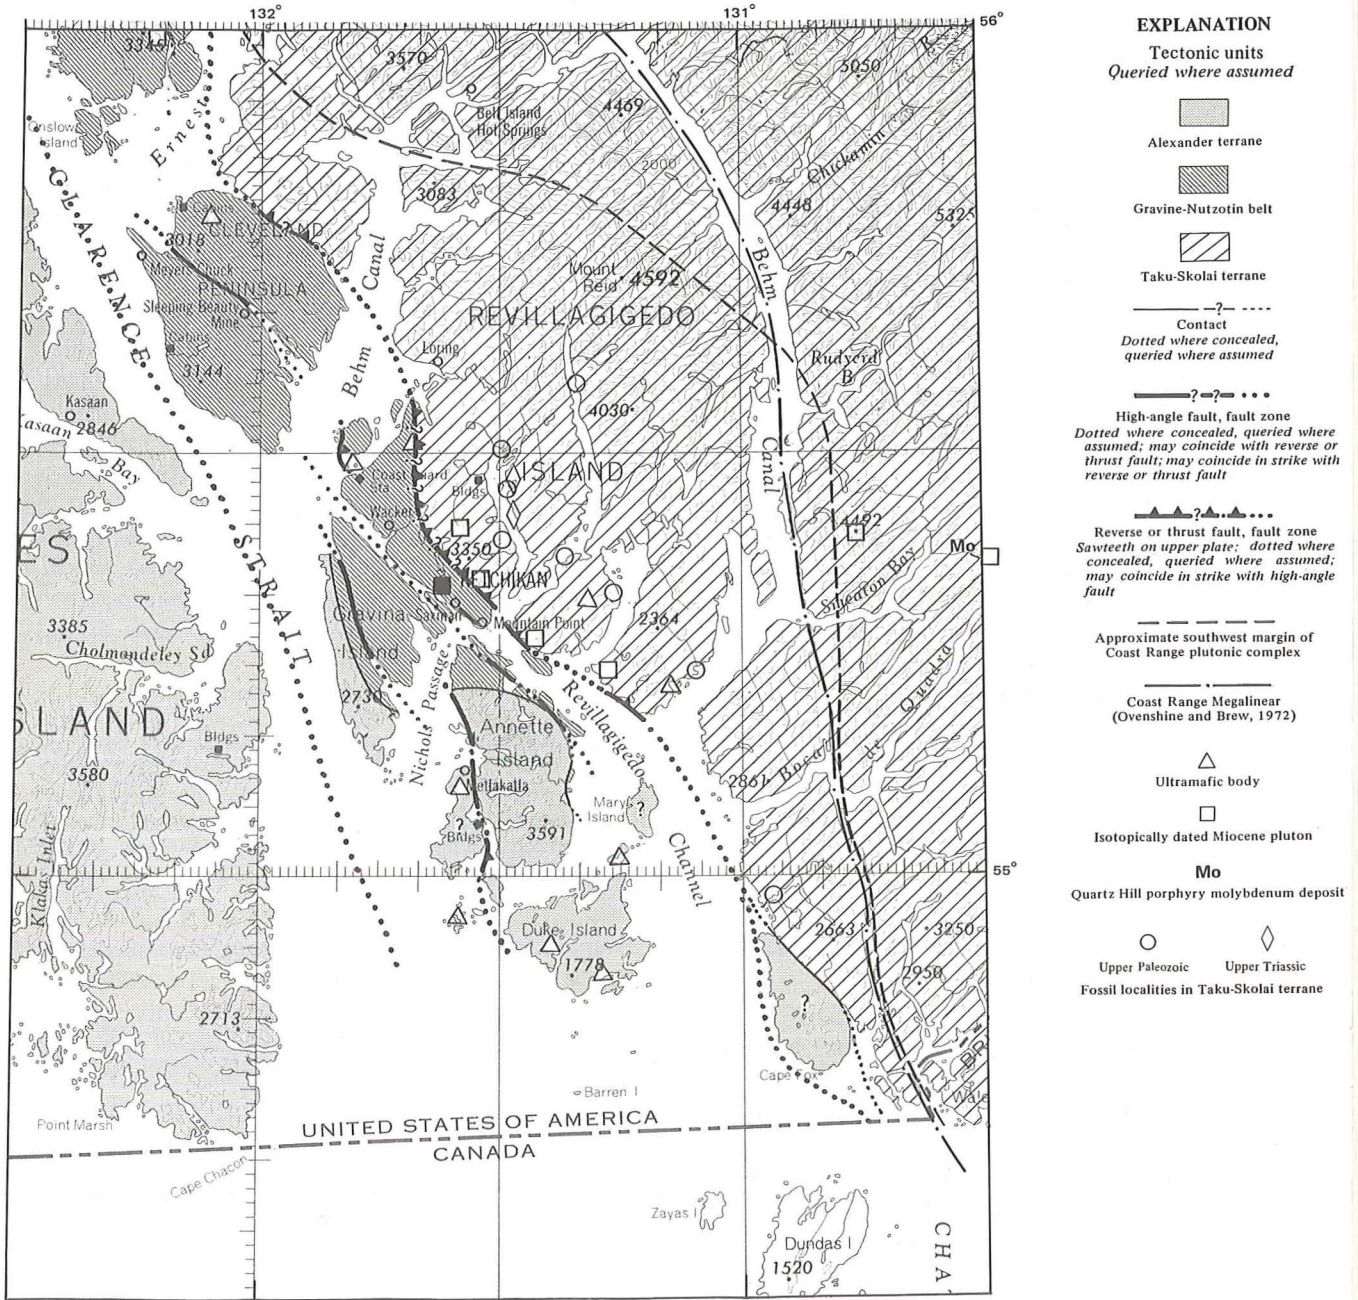 132°
131°
56°
3345
3570
5050
Bell Island
Hot Springs
4469
Onslow
Island
Ernest
Chickamin
2000
3083
4448
5325
CLARENCE
STRAIT
Cabins
?
CLEVELAND
3018
Behm
Canal
Behm
Canal
Meyers Chuck
PENINSULA
Mount
Reid
4592
Sleeping Beauty
Mine
REVILLAGIGEDO
Cabins
Loring
Rudyerd
B
3144
Kasaan
4030
2846
Kasaan
Bay
ISLAND
Coast Guard
Sta
Bldgs
Wacker
4492
ES
3350
Mo
KETCHIKAN
Smeaton Bay
Gravina
Saxman
Mountain Point
2364
3385
Cholmondeley Sd
Island
2730
Nichols Passage
Revillagigedo
Channel
Quadra
de
Bocau
SLAND
Bldgs
Annette
Island
3580
Metlakatla
2861
Mary
Island
?
?
Bldgs
3591
55°
Klakas Inlet
Duke Island
2663
3250
1778
2950
?
2713
Cape Fox
BR
Wale
Barren I
Point Marsh
UNITED STATES OF AMERICA
CANADA
Cape Chacon
Zayas I
Dundas I
1520
CHA
EXPLANATION
Tectonic units
Queried where assumed
Alexander terrane
Gravine-Nutzotin belt
Taku-Skolai terrane
?
Contact
Dotted where concealed,
queried where assumed
? ?
High-angle fault, fault zone
Dotted where concealed, queried where
assumed; may coincide with reverse or
thrust fault; may coincide in strike with
reverse or thrust fault
?
Reverse or thrust fault, fault zone
Sawteeth on upper plate; dotted where
concealed, queried where assumed;
may coincide in strike with high-angle
fault
Approximate southwest margin of
Coast Range plutonic complex
Coast Range Megalinear
(Ovenshine and Brew, 1972)
Ultramafic body
Isotopically dated Miocene pluton
Mo
Quartz Hill porphyry molybdenum deposit
Upper Paleozoic
Upper Triassic
Fossil localities in Taku-Skolai terrane